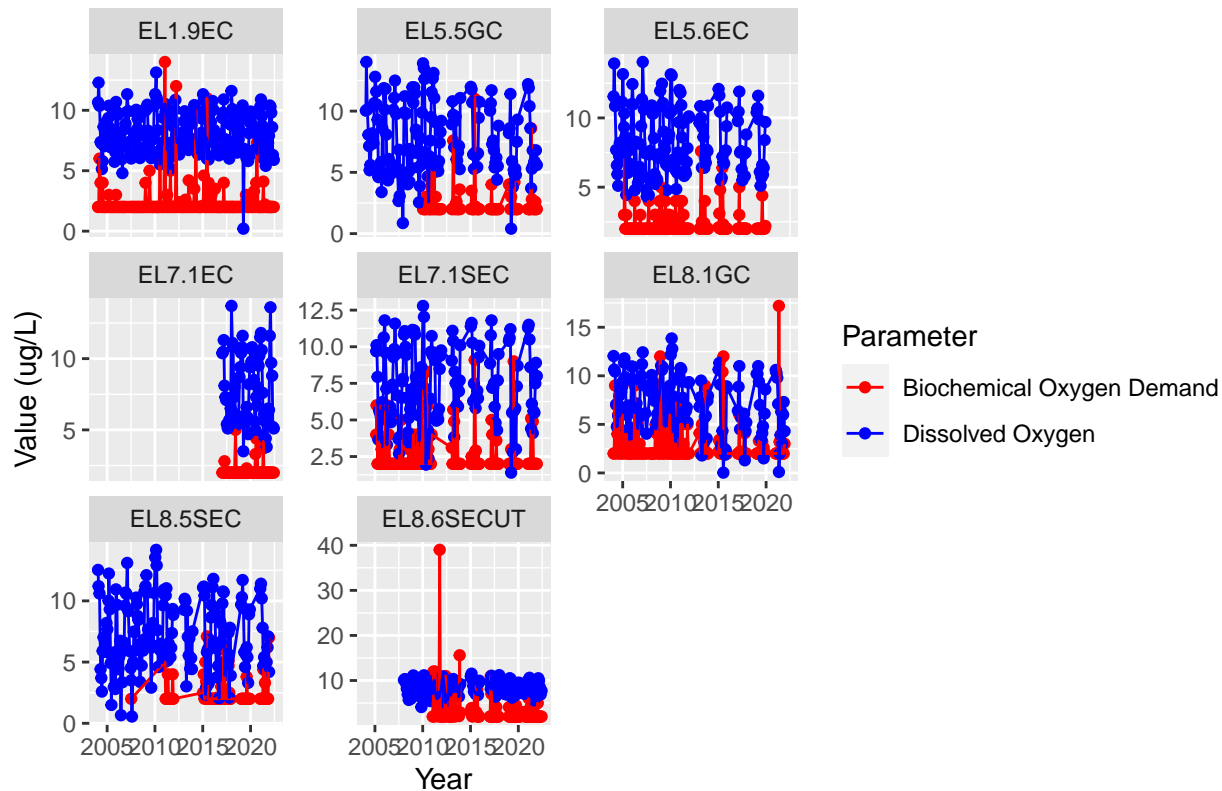 EL1.9EC
EL5.5GC
EL5.6EC
10
5
0
10
5
0
10
5
EL7.1EC
EL7.1SEC
EL8.1GC
Value (ug/L)
10
5
12.5
10.0
7.5
5.0
2.5
15
10
5
0
2005 2010 2015 2020
Parameter
Biochemical Oxygen Demand
Dissolved Oxygen
EL8.5SEC
EL8.6SECUT
10
5
0
40
30
20
10
2005 2010 2015 2020
2005 2010 2015 2020
Year